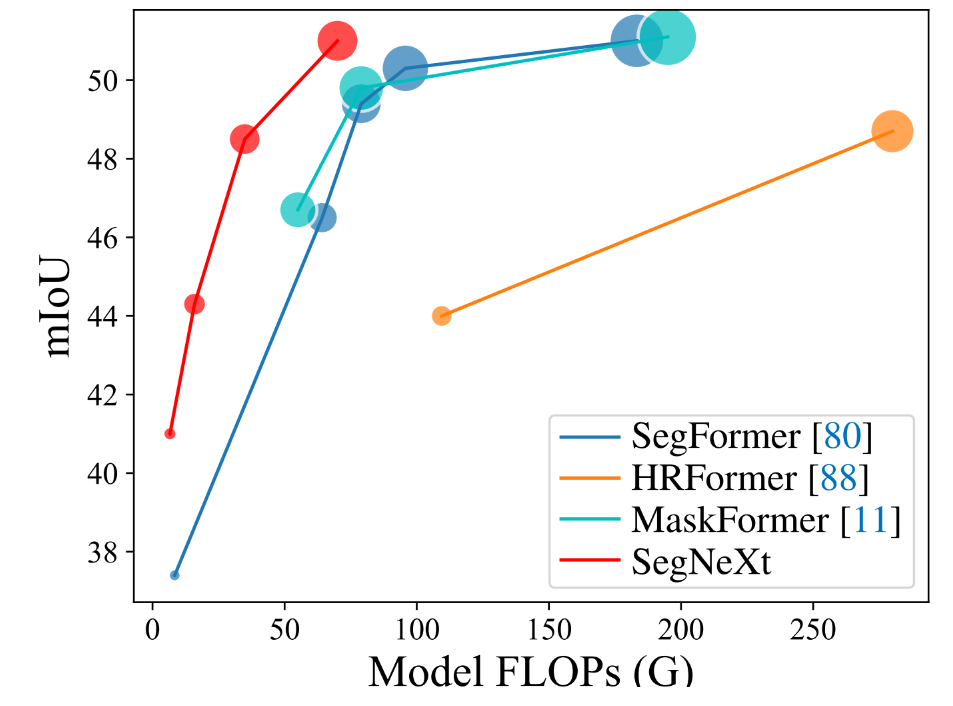 50
48
46
44
42
40
38
mIoU
SegFormer [80]
HRFormer [88]
MaskFormer [11]
SegNeXt
0 50 100 150 200 250
Model FLOPs (G)